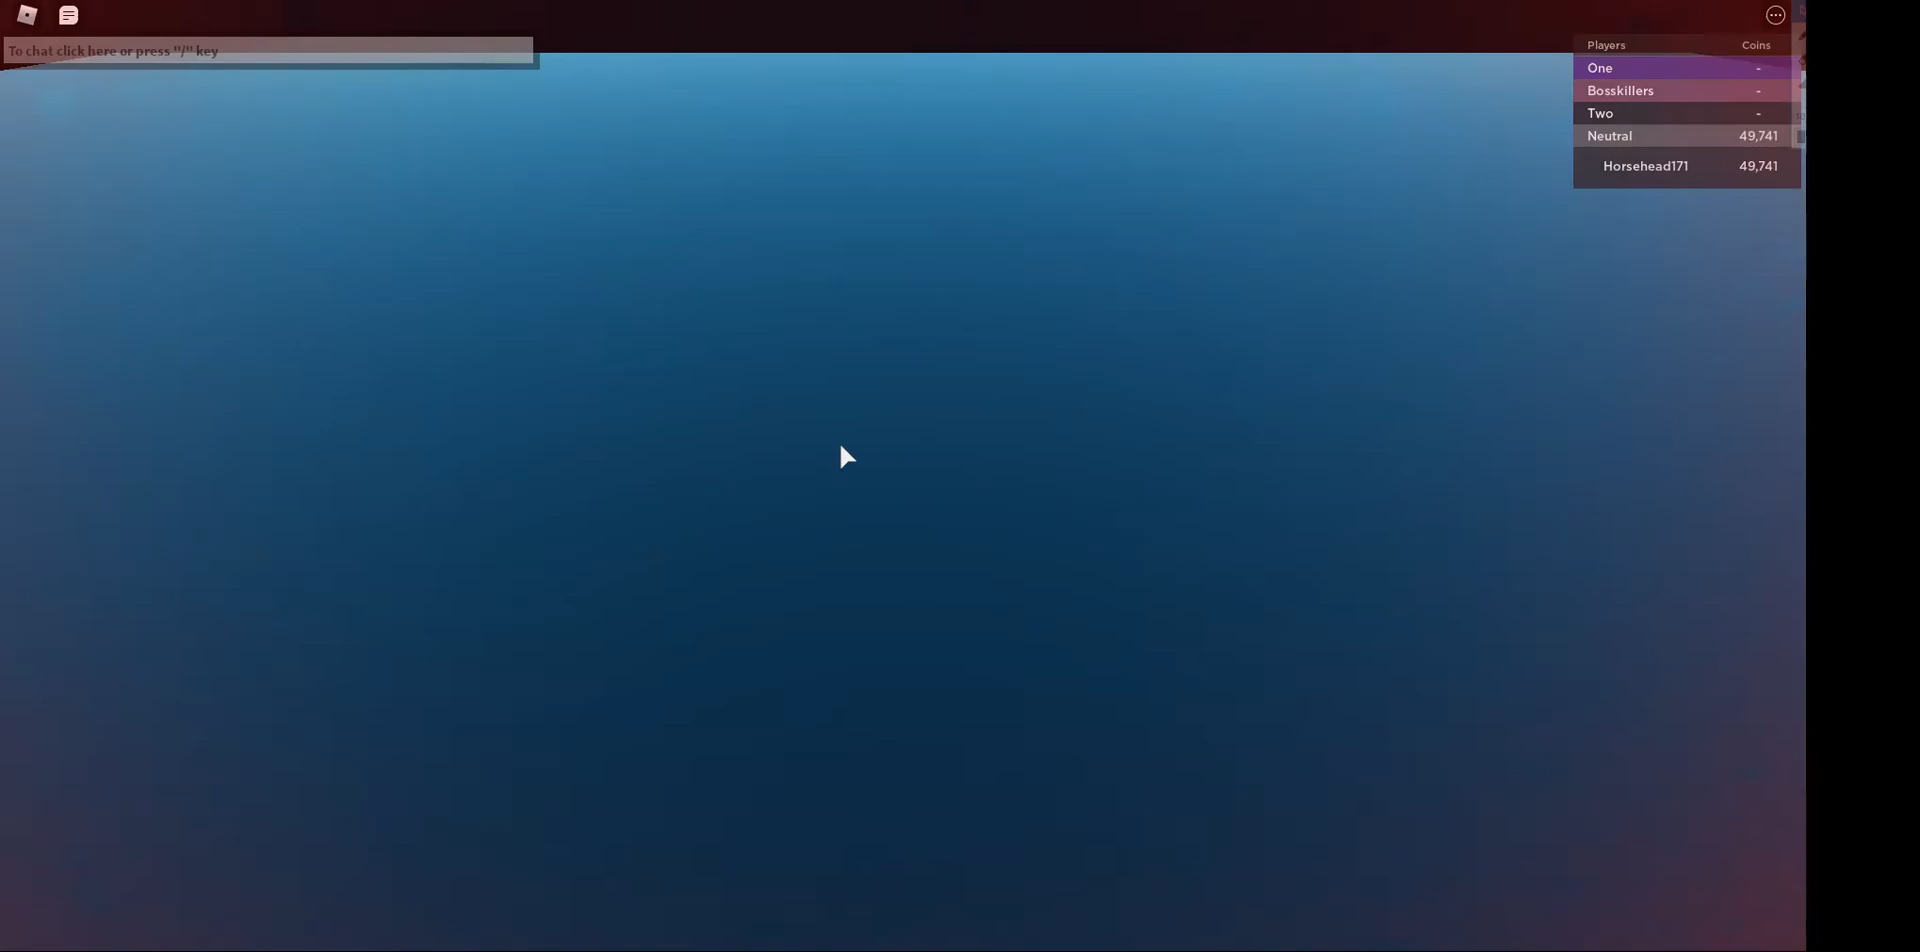 To chat click here or press "/" key
Players Coins
One -
Bosskillers -
Two -
Neutral 49,741
Horsehead171 49,741